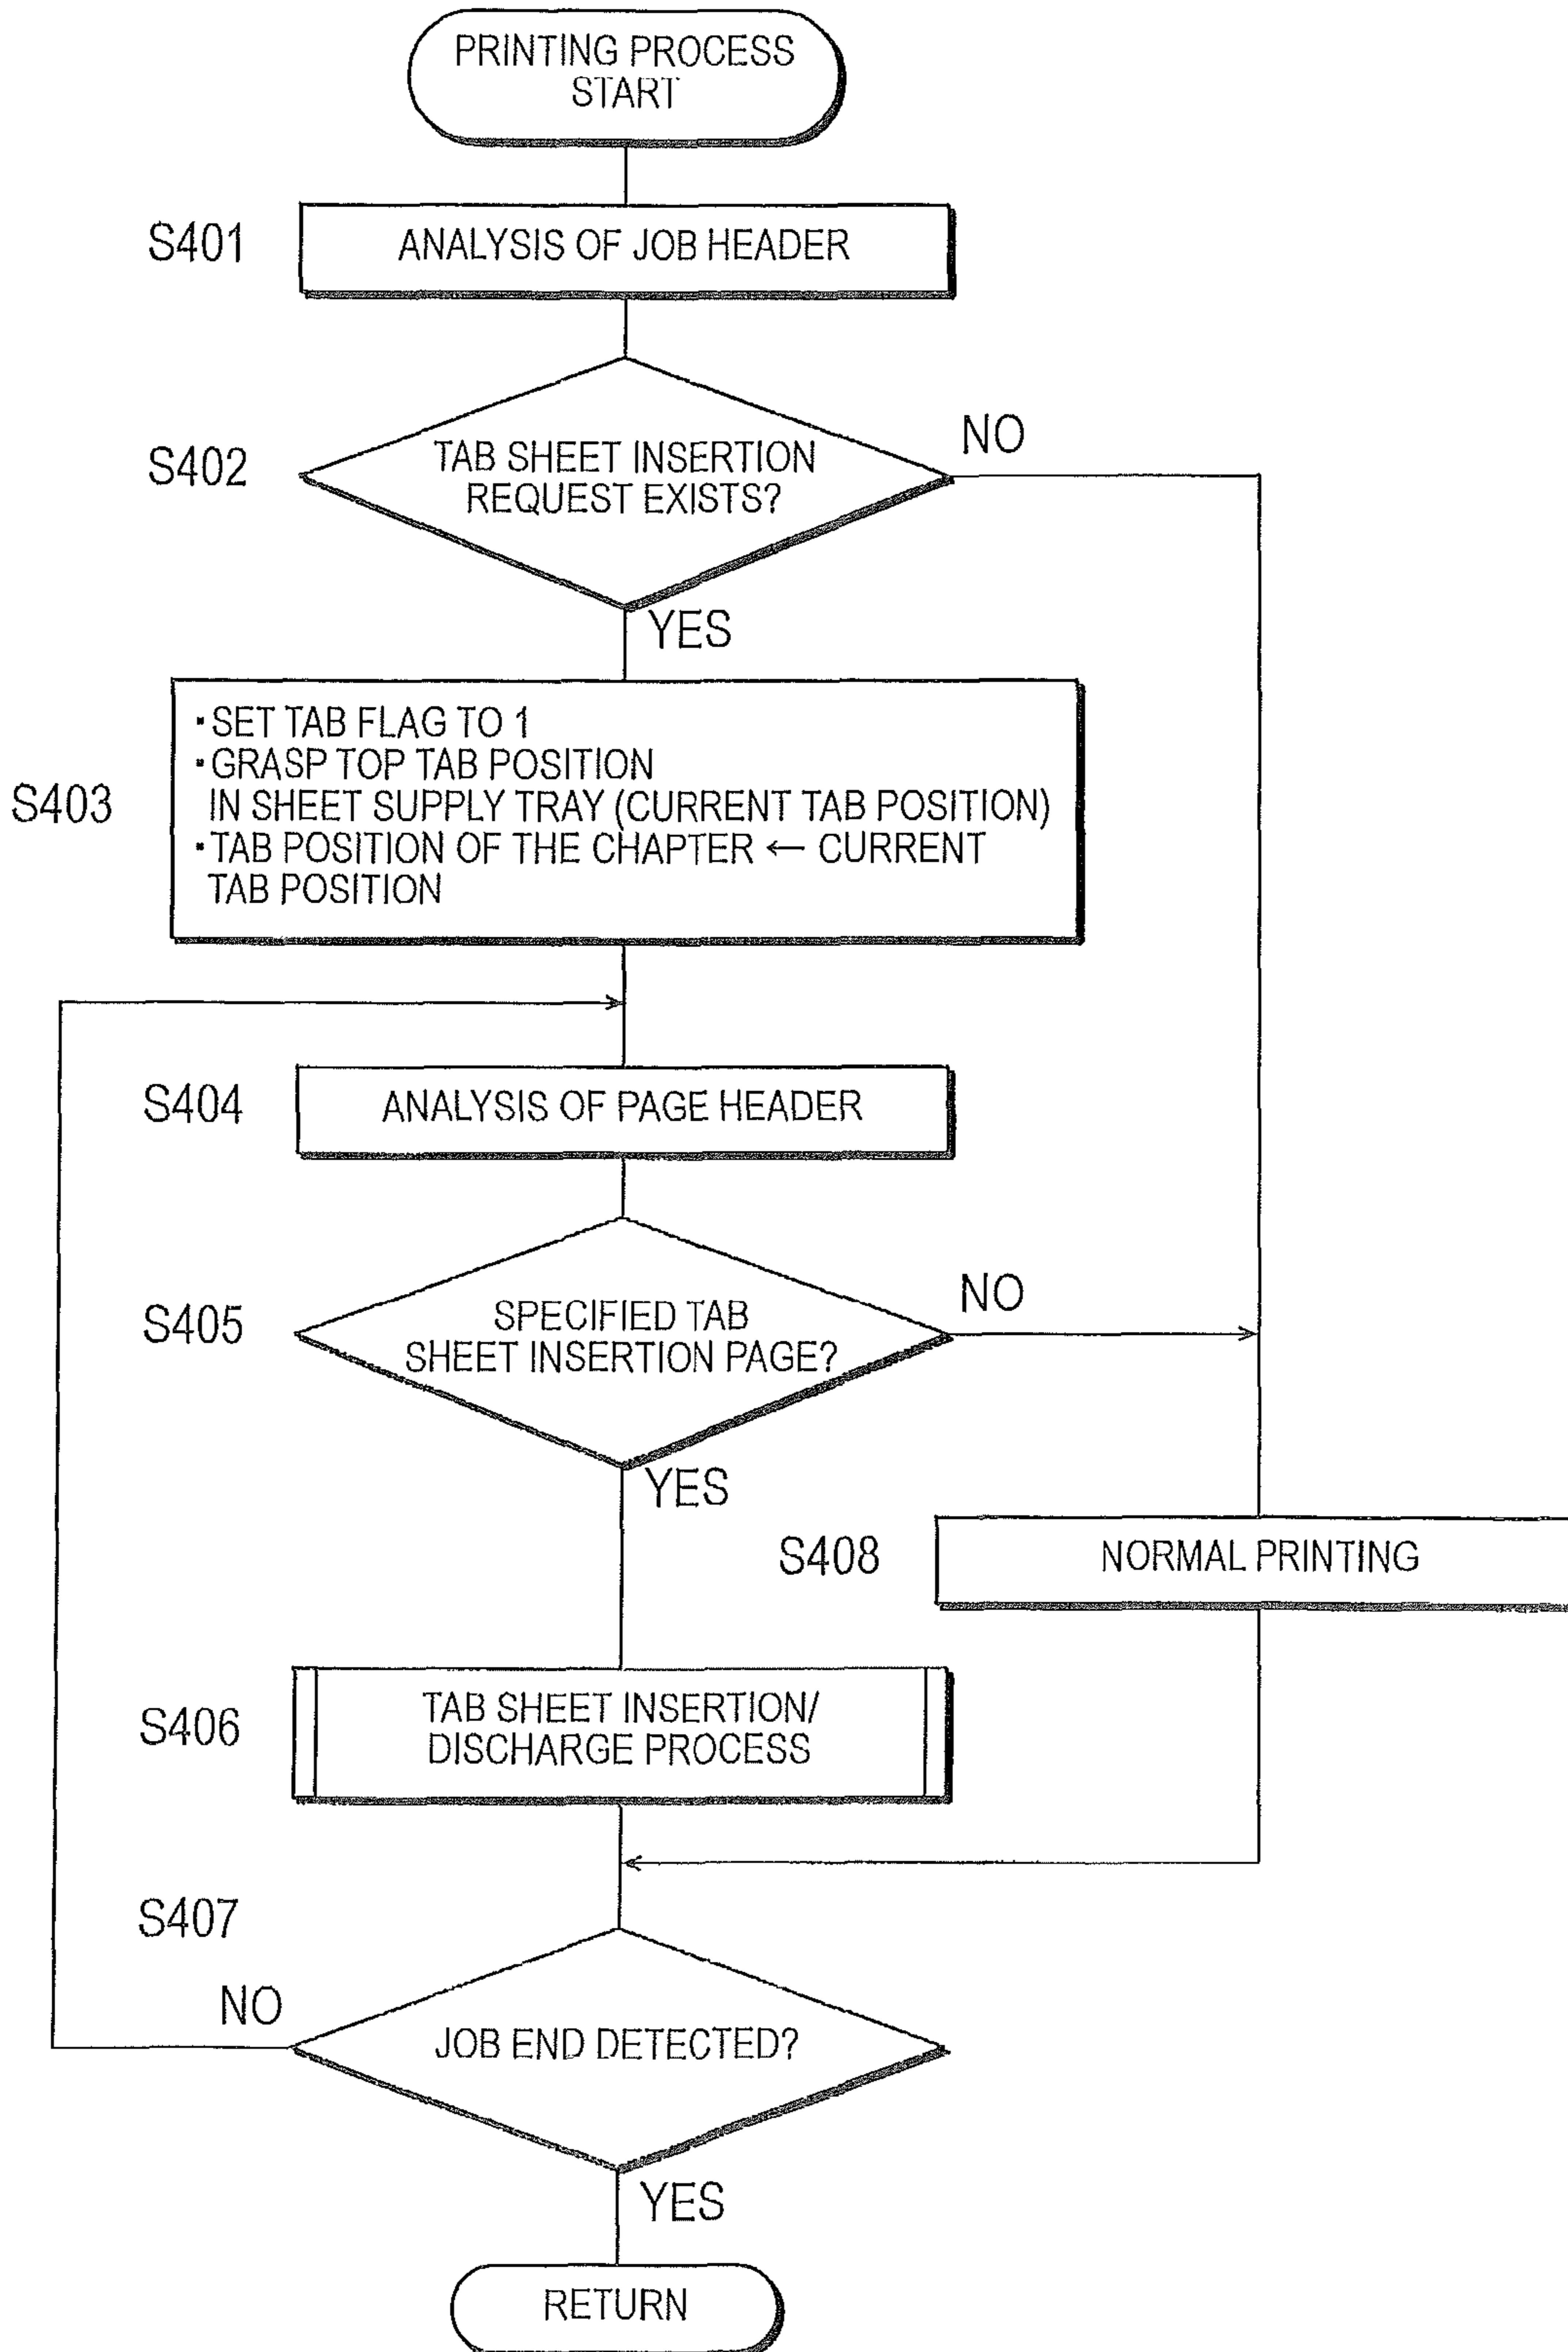 PRINTING PROCESS
START
S401
ANALYSIS OF JOB HEADER
S402
TAB SHEET INSERTION
REQUEST EXISTS?
NO
YES
S403
▪SET TAB FLAG TO 1
▪GRASP TOP TAB POSITION
IN SHEET SUPPLY TRAY (CURRENT TAB POSITION)
▪TAB POSITION OF THE CHAPTER ← CURRENT
TAB POSITION
S404
ANALYSIS OF PAGE HEADER
S405
SPECIFIED TAB
SHEET INSERTION PAGE?
NO
YES
S408
NORMAL PRINTING
S406
TAB SHEET INSERTION/
DISCHARGE PROCESS
S407
NO
JOB END DETECTED?
YES
RETURN